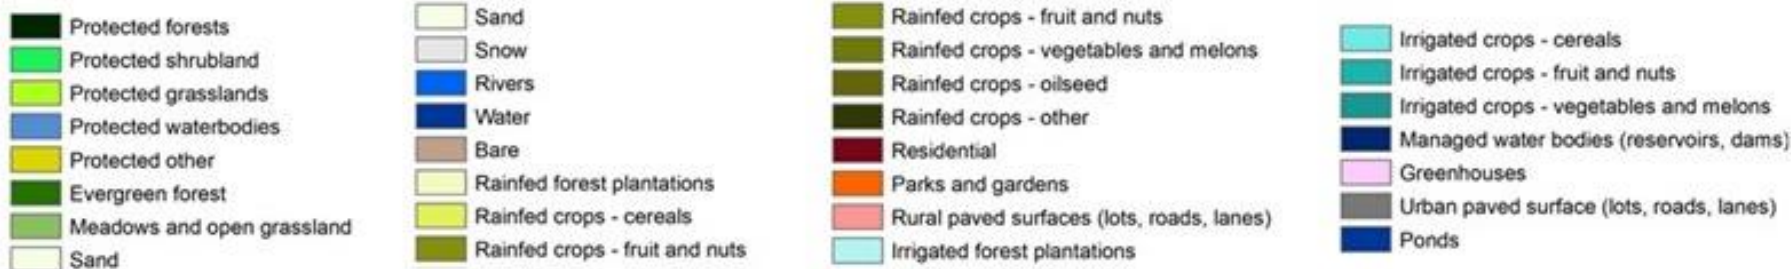 Protected forests
Protected shrubland
Protected grasslands
Protected waterbodies
Protected other
Evergreen forest
Meadows and open grassland
Sand
Sand
Snow
Rivers
Water
Bare
Rainfed forest plantations
Rainfed crops - cereals
Rainfed crops - fruit and nuts
Rainfed crops - fruit and nuts
Rainfed crops - vegetables and melons
Rainfed crops - oilseed
Rainfed crops - other
Residential
Parks and gardens
Rural paved surfaces (lots, roads, lanes)
Irrigated forest plantations
Irrigated crops - cereals
Irrigated crops - fruit and nuts
Irrigated crops - vegetables and melons
Managed water bodies (reservoirs, dams)
Greenhouses
Urban paved surface (lots, roads, lanes)
Ponds